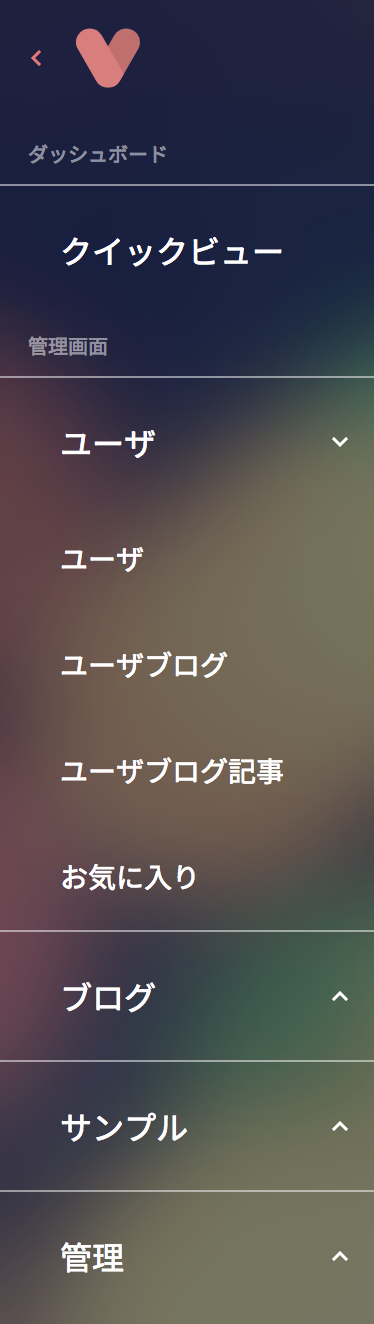 ダッシュボード
クイックビュー
管理画面
ユーザ
ユーザ
ユーザブログ
ユーザブログ記事
お気に入り
ブログ
サンプル
管理